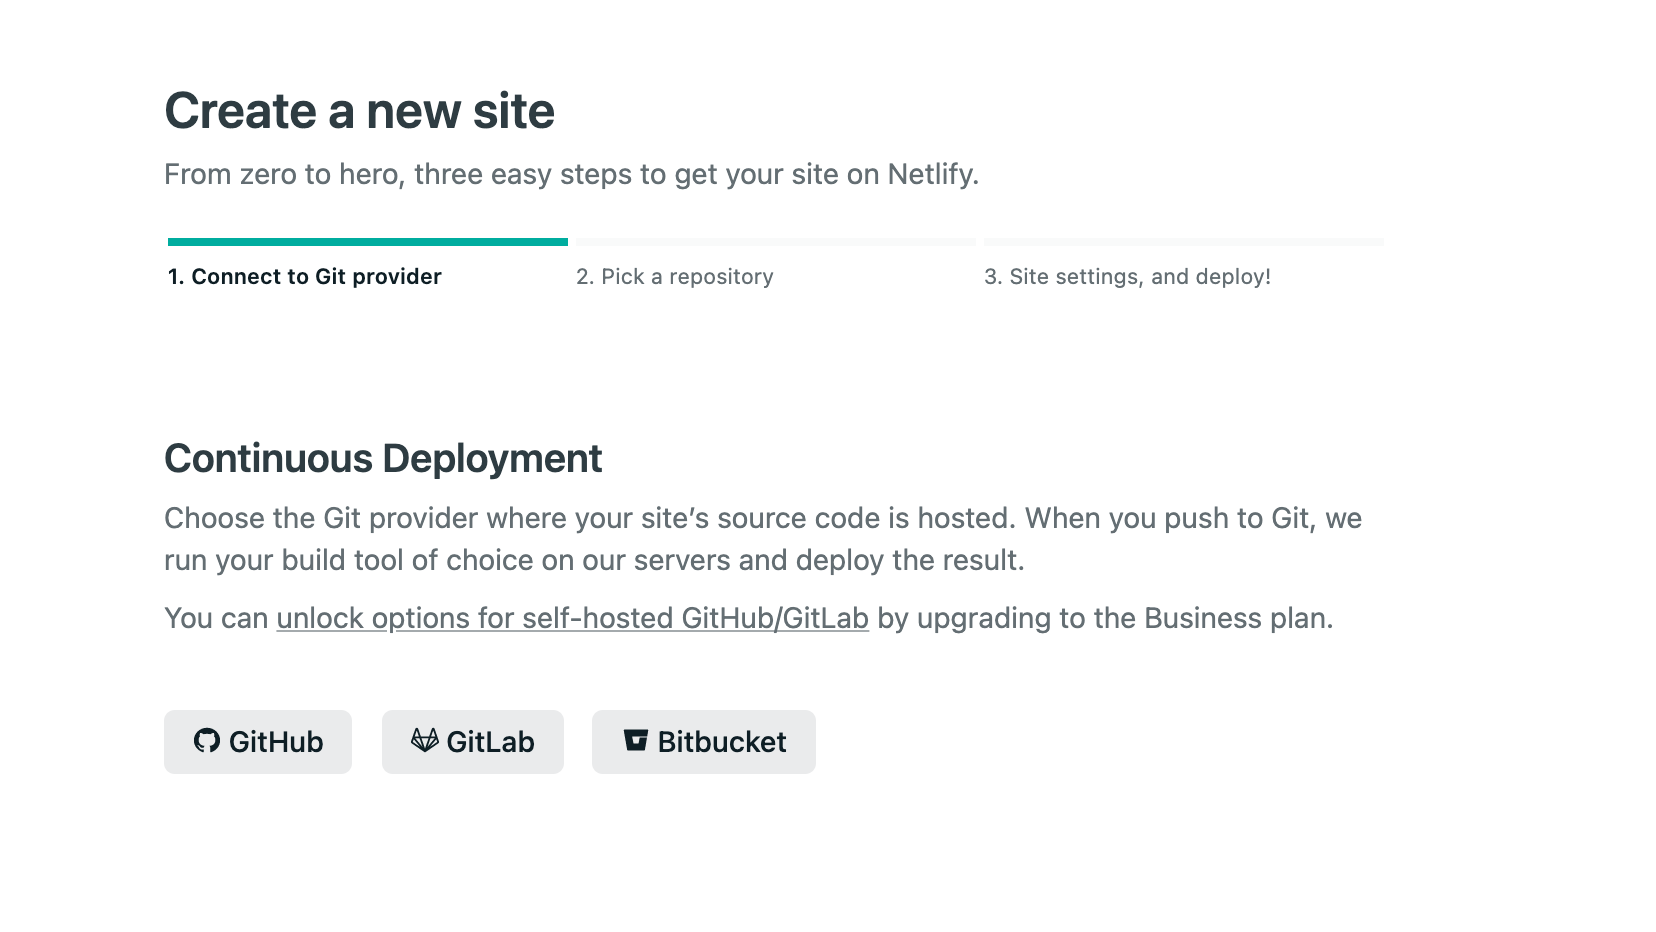 Create a new site
From zero to hero, three easy steps to get your site on Netlify.
1. Connect to Git provider
2. Pick a repository
3. Site settings, and deploy!
Continuous Deployment
Choose the Git provider where your site’s source code is hosted. When you push to Git, we
run your build tool of choice on our servers and deploy the result.
You can unlock options for self-hosted GitHub/GitLab by upgrading to the Business plan.
GitHub
GitLab
Bitbucket